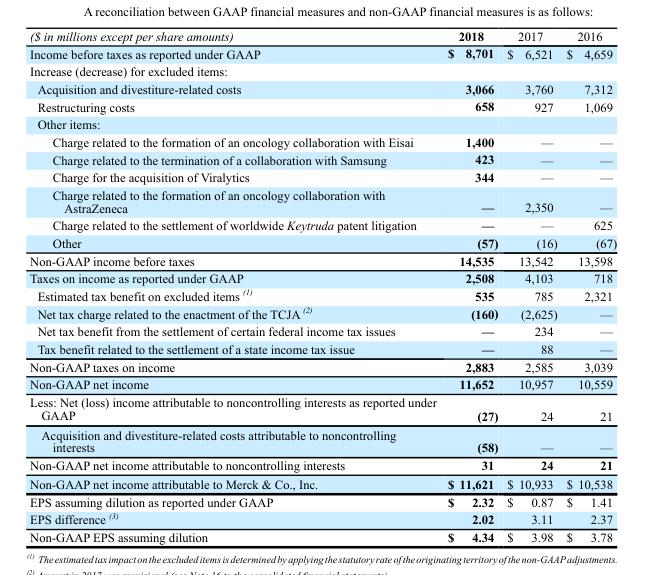 A reconciliation between GAAP financial measures and non-GAAP financial measures is as follows:
($ in millions except per share amounts) 2018 2017 2016
Income before taxes as reported under GAAP $ 8,701 $ 6,521 $ 4,659
Increase (decrease) for excluded items:
Acquisition and divestiture-related costs 3,066 3,760 7,312
Restructuring costs 658 927 1,069
Other items:
Charge related to the formation of an oncology collaboration with Eisai 1,400 — —
Charge related to the termination of a collaboration with Samsung 423 — —
Charge for the acquisition of Viralytics 344 — —
Charge related to the formation of an oncology collaboration with
AstraZeneca — 2,350 —
Charge related to the settlement of worldwide Keytruda patent litigation — — 625
Other (57) (16) (67)
Non-GAAP income before taxes 14,535 13,542 13,598
Taxes on income as reported under GAAP 2,508 4,103 718
Estimated tax benefit on excluded items (1) 535 785 2,321
Net tax charge related to the enactment of the TCJA (2) (160) (2,625) —
Net tax benefit from the settlement of certain federal income tax issues — 234 —
Tax benefit related to the settlement of a state income tax issue — 88 —
Non-GAAP taxes on income 2,883 2,585 3,039
Non-GAAP net income 11,652 10,957 10,559
Less: Net (loss) income attributable to noncontrolling interests as reported under
GAAP (27) 24 21
Acquisition and divestiture-related costs attributable to noncontrolling
interests (58) — —
Non-GAAP net income attributable to noncontrolling interests 31 24 21
Non-GAAP net income attributable to Merck & Co., Inc. $ 11,621 $ 10,933 $ 10,538
EPS assuming dilution as reported under GAAP $ 2.32 $ 0.87 $ 1.41
EPS difference (3) 2.02 3.11 2.37
Non-GAAP EPS assuming dilution $ 4.34 $ 3.98 $ 3.78
(1) The estimated tax impact on the excluded items is determined by applying the statutory rate of the originating territory of the non-GAAP adjustments.